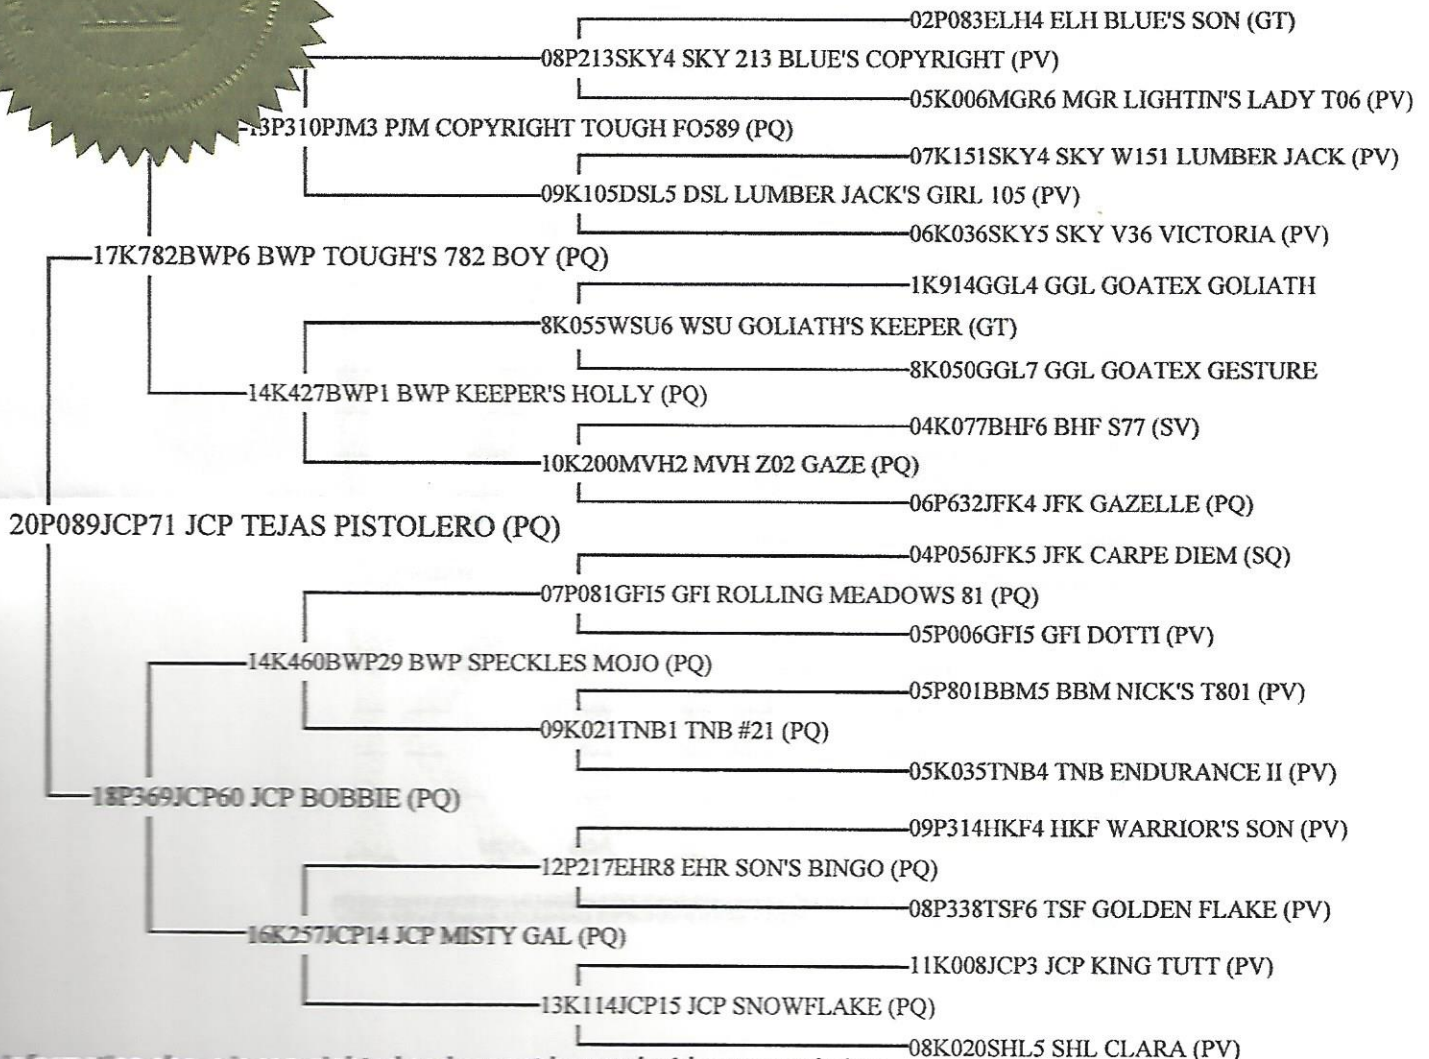 02P083ELH4 ELH BLUE'S SON (GT)
08P213SKY4 SKY 213 BLUE'S COPYRIGHT (PV)
05K006MGR6 MGR LIGHTIN'S LADY T06 (PV)
13P310PJM3 PJM COPYRIGHT TOUGH FO589 (PQ)
07K151SKY4 SKY W151 LUMBER JACK (PV)
09K105DSL5 DSL LUMBER JACK'S GIRL 105 (PV)
06K036SKY5 SKY V36 VICTORIA (PV)
17K782BWP6 BWP TOUGH'S 782 BOY (PQ)
1K914GGL4 GGL GOATEX GOLIATH
8K055WSU6 WSU GOLIATH'S KEEPER (GT)
8K050GGL7 GGL GOATEX GESTURE
14K427BWP1 BWP KEEPER'S HOLLY (PQ)
04K077BHF6 BHF S77 (SV)
10K200MVH2 MVH Z02 GAZE (PQ)
06P632JFK4 JFK GAZELLE (PQ)
20P089JCP71 JCP TEJAS PISTOLERO (PQ)
04P056JFK5 JFK CARPE DIEM (SQ)
07P081GFI5 GFI ROLLING MEADOWS 81 (PQ)
05P006GFI5 GFI DOTTI (PV)
14K460BWP29 BWP SPECKLES MOJO (PQ)
05P801BBM5 BBM NICK'S T801 (PV)
09K021TNB1 TNB #21 (PQ)
05K035TNB4 TNB ENDURANCE II (PV)
18P369JCP60 JCP BOBBIE (PQ)
09P314HKF4 HKF WARRIOR'S SON (PV)
12P217EHR8 EHR SON'S BINGO (PQ)
08P338TSF6 TSF GOLDEN FLAKE (PV)
16K257JCP14 JCP MISTY GAL (PQ)
11K008JCP3 JCP KING TUTT (PV)
13K114JCP15 JCP SNOWFLAKE (PQ)
08K020SHL5 SHL CLARA (PV)